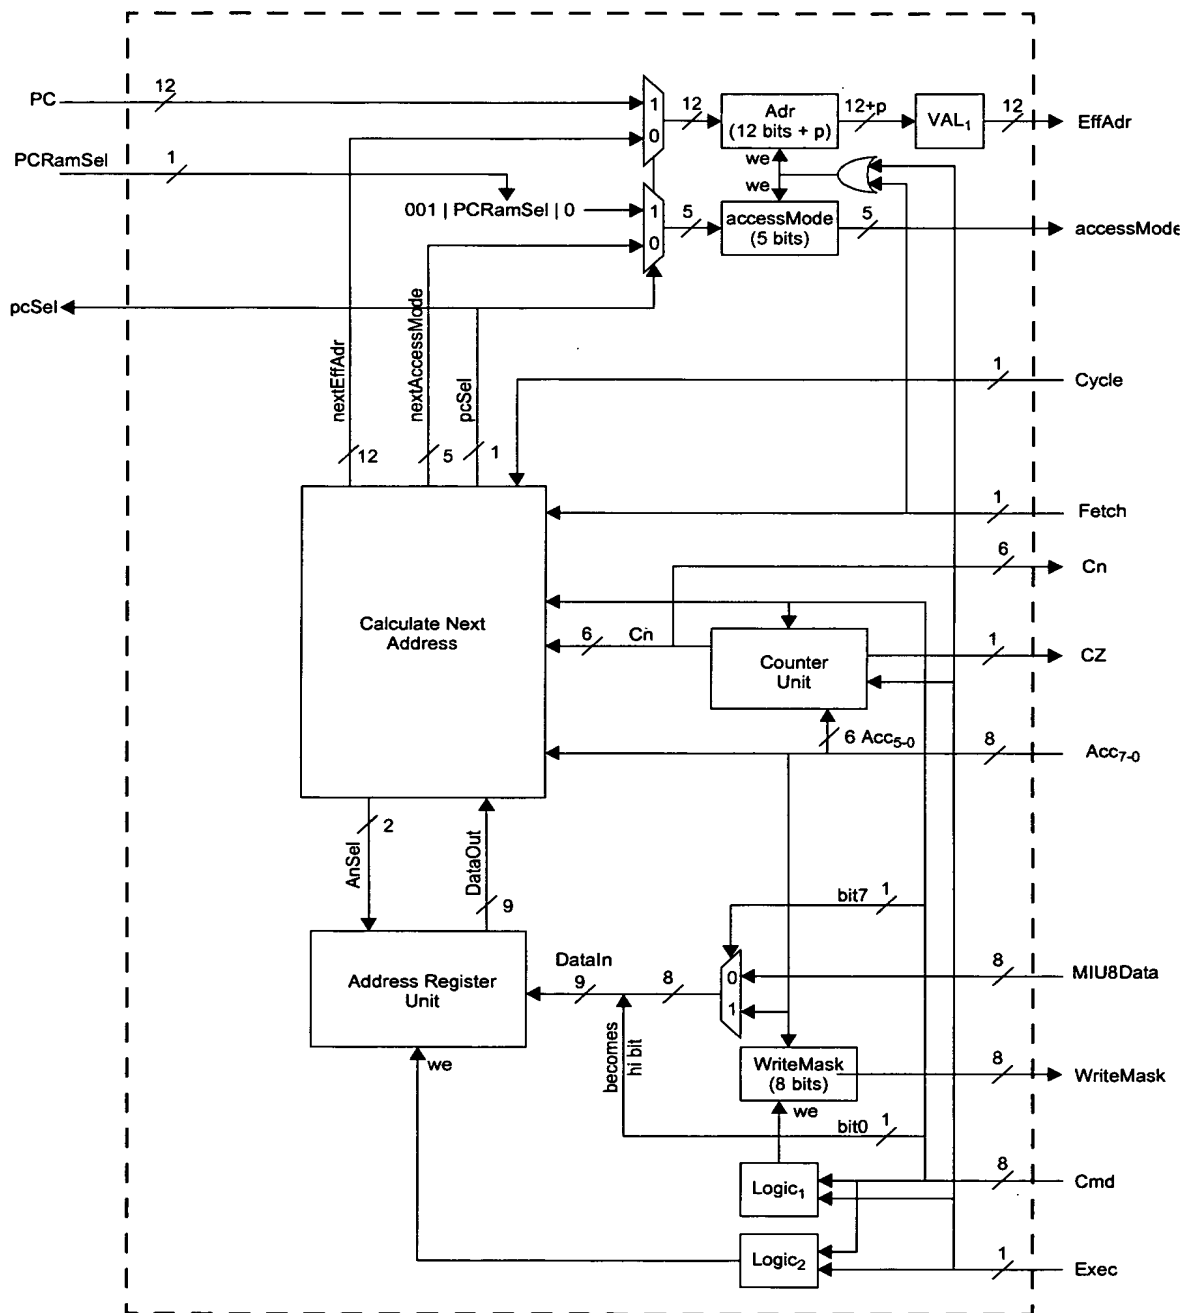 PC
12
1
0
12
Adr
(12 bits + p)
12+p
VAL1
12
EffAdr
PCRamSel
1
we
we
001 | PCRamSel | 0
1
0
5
accessMode
(5 bits)
5
accessMode
pcSel
nextEffAdr
nextAccessMode
pcSel
12
5
1
1
Cycle
1
Fetch
6
Cn
Calculate Next
Address
6
Cn
Counter
Unit
1
CZ
6 Acc5-0
8
Acc7-0
2
AnSel
DataOut
9
bit7
1
Address Register
Unit
DataIn
9
8
0
1
8
MIU8Data
becomes
hi bit
we
WriteMask
(8 bits)
8
WriteMask
we
bit0
1
Logic1
8
Cmd
Logic2
1
Exec